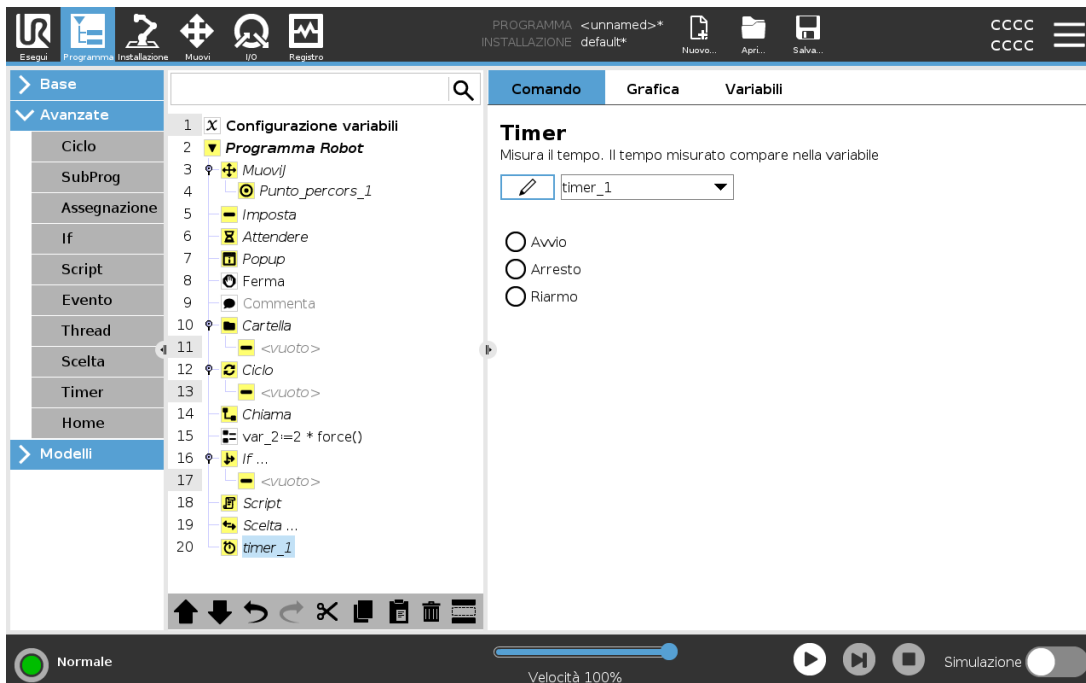 PROGRAMMA <unnamed>*
INSTALLAZIONE default*
Nuovo... Apri... Salva...
CCCC
CCCC
UR
Esegui Programma Installazione Muovi I/O Registro
Base
Avanzate
Ciclo
SubProg
Assegnazione
If
Script
Evento
Thread
Scelta
Timer
Home
Modelli
1 X Configurazione variabili
2 Programma Robot
3 MuoviJ
4 Punto_percors_1
5 Imposta
6 Attendere
7 Popup
8 Ferma
9 Commenta
10 Cartella
11 <vuoto>
12 Ciclo
13 <vuoto>
14 Chiama
15 var_2:=2 * force()
16 If ...
17 <vuoto>
18 Script
19 Scelta ...
20 timer_1
Comando Grafica Variabili
Timer
Misura il tempo. Il tempo misurato compare nella variabile
timer_1
Avvio
Arresto
Riarmo
Normale
Velocità 100%
Simulazione